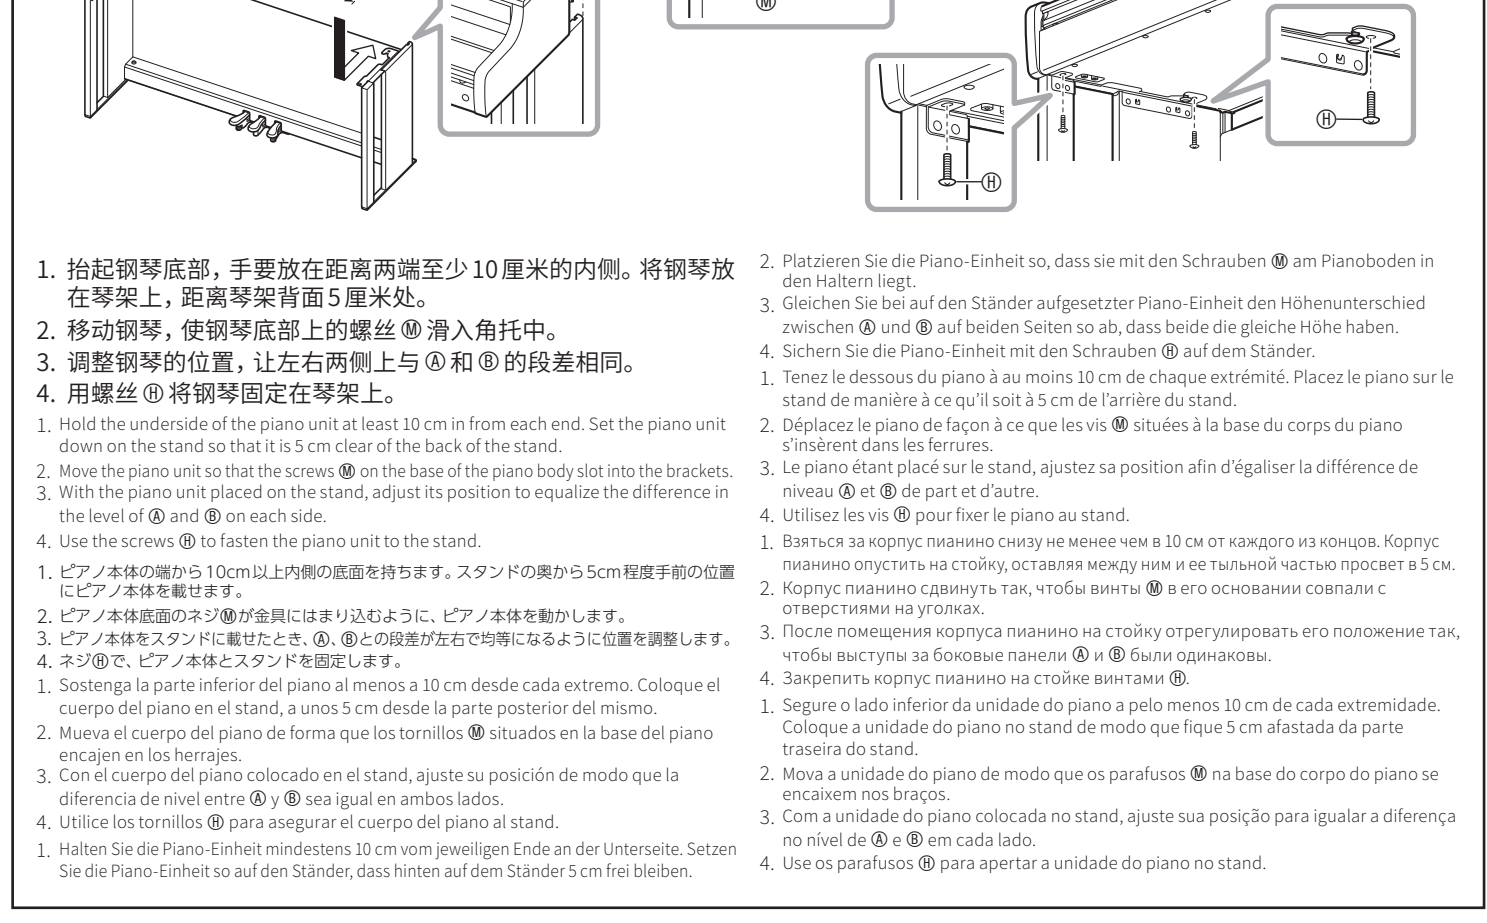 Ⓜ
Ⓗ
Ⓗ
1. 抬起钢琴底部，手要放在距离两端至少10厘米的内侧。将钢琴放
在琴架上，距离琴架背面5厘米处。
2. 移动钢琴，使钢琴底部上的螺丝 Ⓜ 滑入角托中。
3. 调整钢琴的位置，让左右两侧上与 Ⓐ 和 Ⓑ 的段差相同。
4. 用螺丝 Ⓗ 将钢琴固定在琴架上。
1. Hold the underside of the piano unit at least 10 cm in from each end. Set the piano unit
down on the stand so that it is 5 cm clear of the back of the stand.
2. Move the piano unit so that the screws Ⓜ on the base of the piano body slot into the brackets.
3. With the piano unit placed on the stand, adjust its position to equalize the difference in
the level of Ⓐ and Ⓑ on each side.
4. Use the screws Ⓗ to fasten the piano unit to the stand.
1. ピアノ本体の端から10cm以上内側の底面を持ちます。スタンドの奥から5cm程度手前の位置
にピアノ本体を載せます。
2. ピアノ本体底面のネジⓂが金具にはまり込むように、ピアノ本体を動かします。
3. ピアノ本体をスタンドに載せたとき、Ⓐ、Ⓑとの段差が左右で均等になるように位置を調整します。
4. ネジⒽで、ピアノ本体とスタンドを固定します。
1. Sostenga la parte inferior del piano al menos a 10 cm desde cada extremo. Coloque el
cuerpo del piano en el stand, a unos 5 cm desde la parte posterior del mismo.
2. Mueva el cuerpo del piano de forma que los tornillos Ⓜ situados en la base del piano
encajen en los herrajes.
3. Con el cuerpo del piano colocado en el stand, ajuste su posición de modo que la
diferencia de nivel entre Ⓐ y Ⓑ sea igual en ambos lados.
4. Utilice los tornillos Ⓗ para asegurar el cuerpo del piano al stand.
1. Halten Sie die Piano-Einheit mindestens 10 cm vom jeweiligen Ende an der Unterseite. Setzen
Sie die Piano-Einheit so auf den Ständer, dass hinten auf dem Ständer 5 cm frei bleiben.
2. Platzieren Sie die Piano-Einheit so, dass sie mit den Schrauben Ⓜ am Pianoboden in
den Haltern liegt.
3. Gleichen Sie bei auf den Ständer aufgesetzter Piano-Einheit den Höhenunterschied
zwischen Ⓐ und Ⓑ auf beiden Seiten so ab, dass beide die gleiche Höhe haben.
4. Sichern Sie die Piano-Einheit mit den Schrauben Ⓗ auf dem Ständer.
1. Tenez le dessous du piano à au moins 10 cm de chaque extrémité. Placez le piano sur le
stand de manière à ce qu’il soit à 5 cm de l’arrière du stand.
2. Déplacez le piano de façon à ce que les vis Ⓜ situées à la base du corps du piano
s’insèrent dans les ferrures.
3. Le piano étant placé sur le stand, ajustez sa position afin d’égaliser la différence de
niveau Ⓐ et Ⓑ de part et d’autre.
4. Utilisez les vis Ⓗ pour fixer le piano au stand.
1. Взяться за корпус пианино снизу не менее чем в 10 см от каждого из концов. Корпус
пианино опустить на стойку, оставляя между ним и ее тыльной частью просвет в 5 см.
2. Корпус пианино сдвинуть так, чтобы винты Ⓜ в его основании совпали с
отверстиями на уголках.
3. После помещения корпуса пианино на стойку отрегулировать его положение так,
чтобы выступы за боковые панели Ⓐ и Ⓑ были одинаковы.
4. Закрепить корпус пианино на стойке винтами Ⓗ.
1. Segure o lado inferior da unidade do piano a pelo menos 10 cm de cada extremidade.
Coloque a unidade do piano no stand de modo que fique 5 cm afastada da parte
traseira do stand.
2. Mova a unidade do piano de modo que os parafusos Ⓜ na base do corpo do piano se
encaixem nos braços.
3. Com a unidade do piano colocada no stand, ajuste sua posição para igualar a diferença
no nível de Ⓐ e Ⓑ em cada lado.
4. Use os parafusos Ⓗ para apertar a unidade do piano no stand.